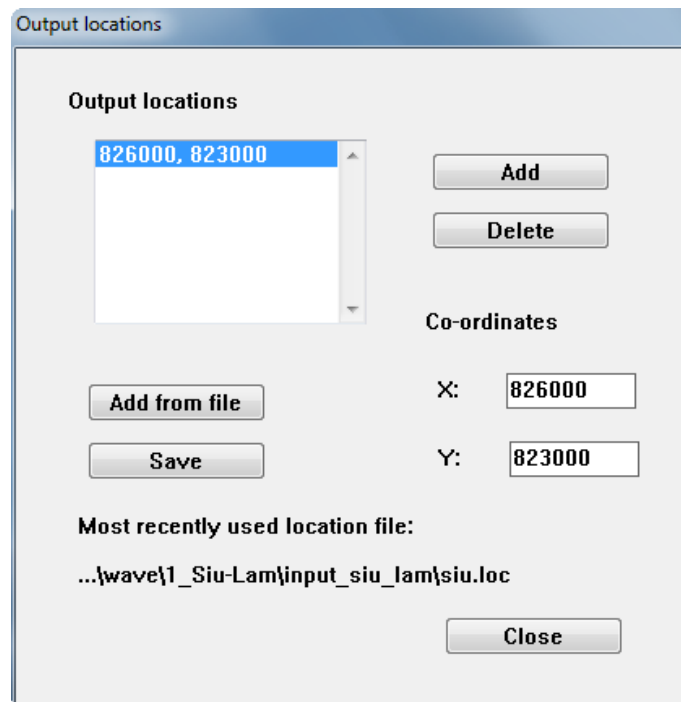 Output locations
Output locations
826000, 823000
Add
Delete
Co-ordinates
X: 826000
Add from file
Y: 823000
Save
Most recently used location file:
...\wave\1_Siu-Lam\input_siu_lam\siu.loc
Close